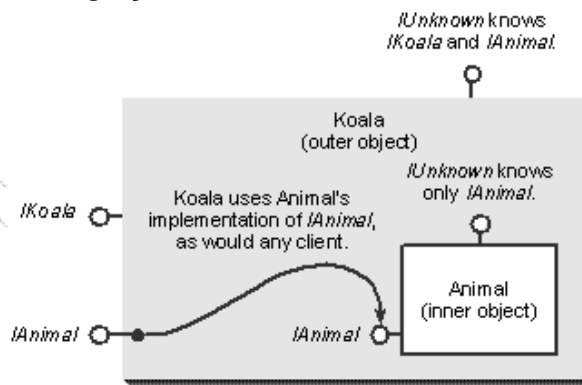 IUnknown knows
IKoala and IAnimal.
Koala
(outer object)
IUnknown knows
only IAnimal.
Koala uses Animal's
implementation of IAnimal,
as would any client.
IKoala
Animal
(inner object)
IAnimal
IAnimal